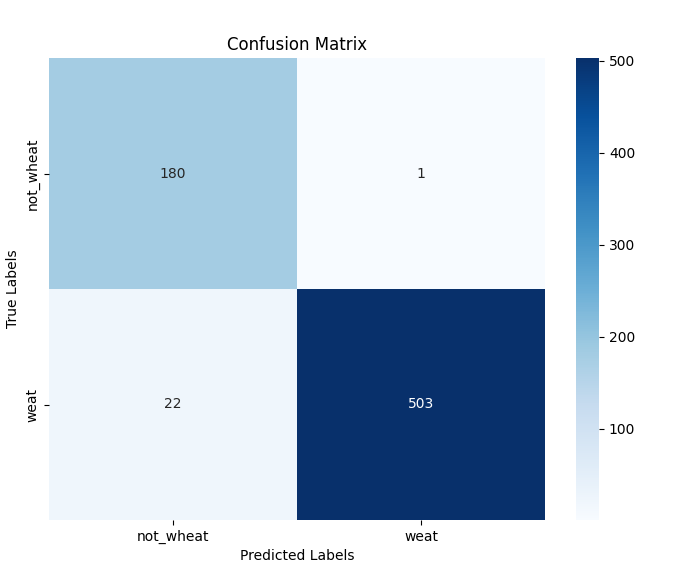 Confusion Matrix
500
not_wheat
180
1
400
300
True Labels
200
weat
22
503
100
not_wheat
weat
Predicted Labels